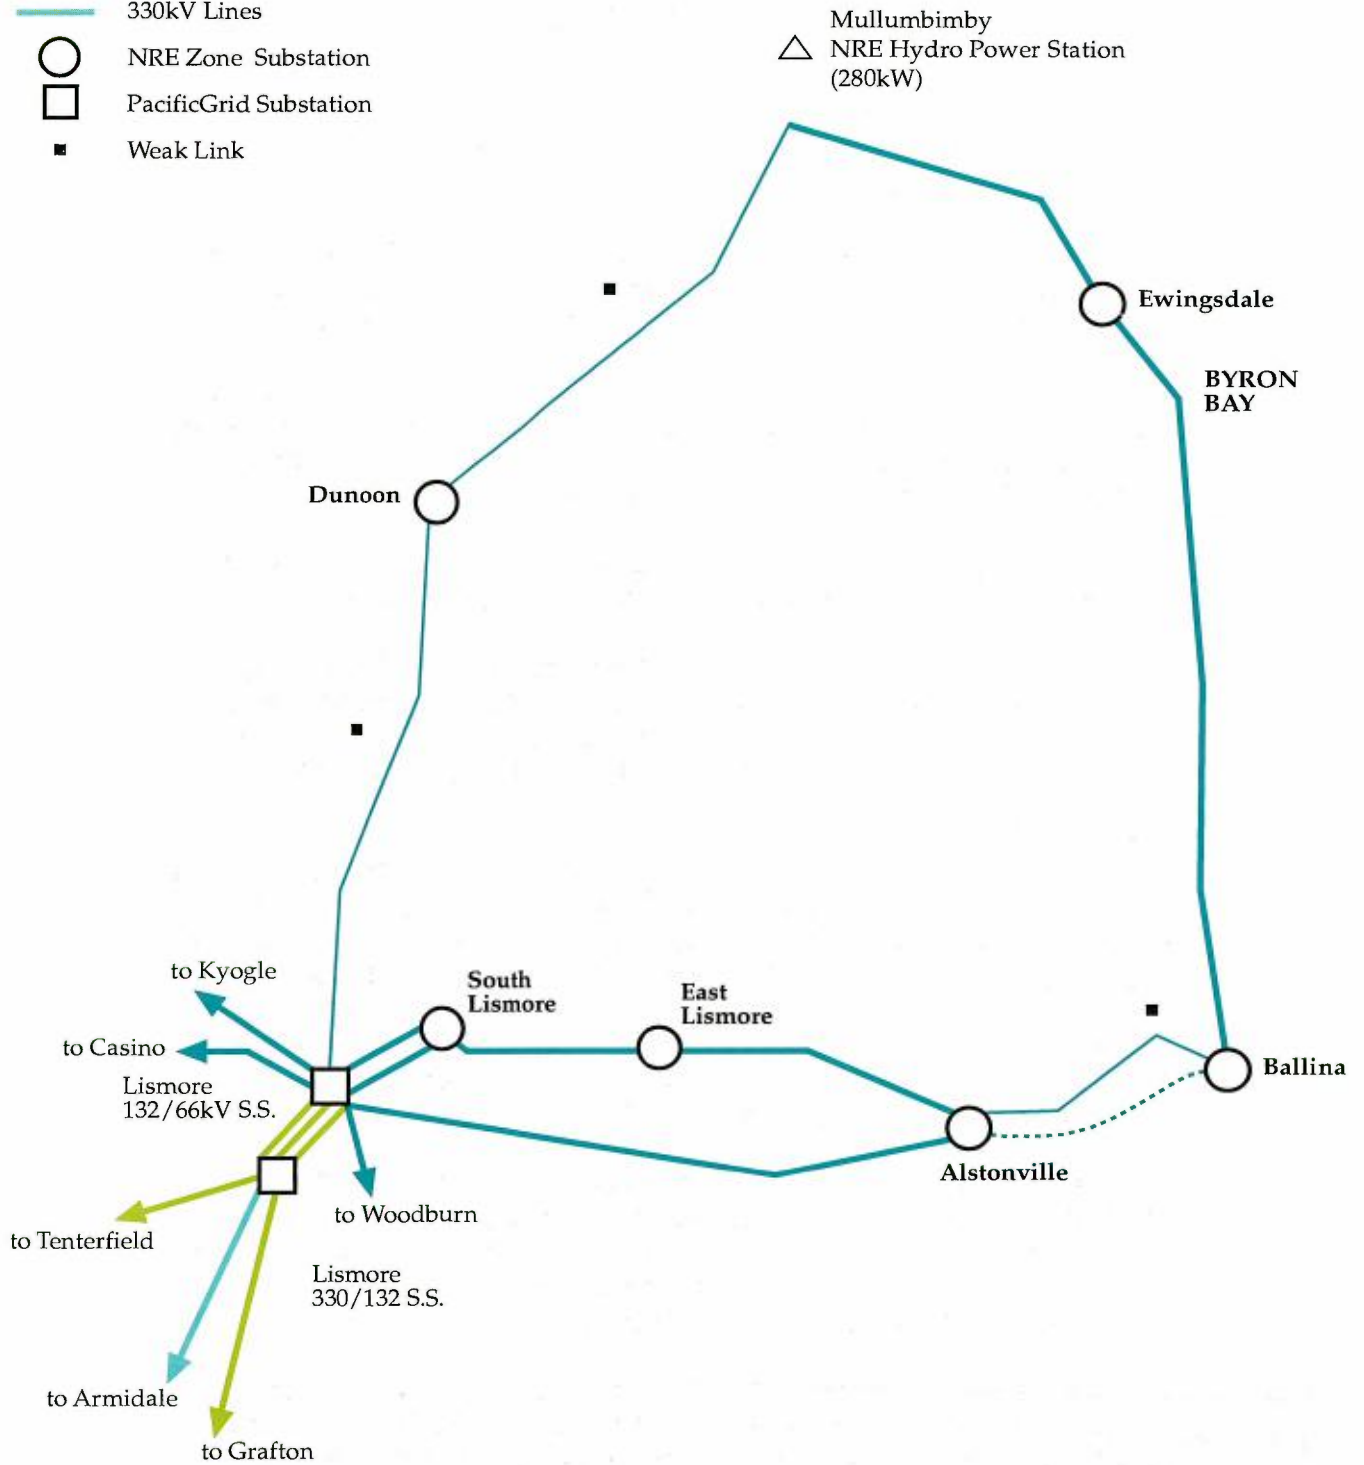 330kV Lines
NRE Zone Substation
PacificGrid Substation
Weak Link
Mullumbimby
NRE Hydro Power Station
(280kW)
Ewingsdale
BYRON
BAY
Dunoon
to Kyogle
South
Lismore
East
Lismore
to Casino
Lismore
132/66kV S.S.
Ballina
Alstonville
to Woodburn
to Tenterfield
Lismore
330/132 S.S.
to Armidale
to Grafton